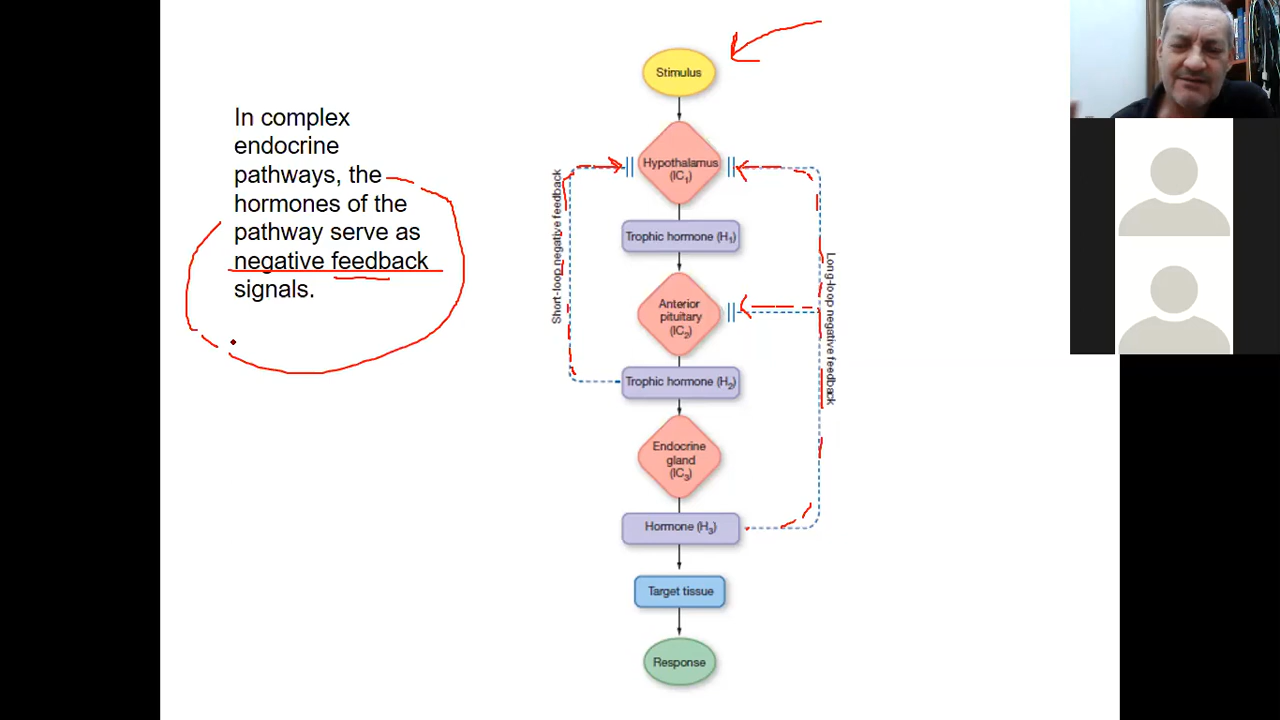 In complex
endocrine
pathways, the
hormones of the
pathway serve as
negative feedback
signals.
Stimulus
Hypothalamus
(IC₁)
Trophic hormone (H₁)
Anterior
pituitary
(IC₂)
Trophic hormone (H₂)
Endocrine
gland
(IC₃)
Hormone (H₃)
Target tissue
Response
Short-loop negative feedback
Long-loop negative feedback